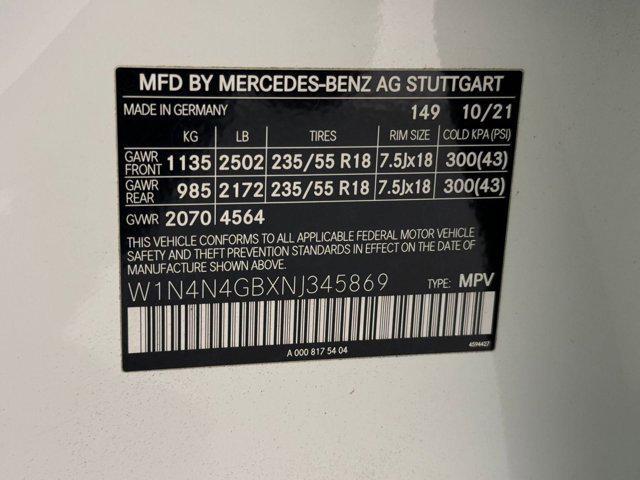 MFD BY MERCEDES-BENZ AG STUTTGART
MADE IN GERMANY 149 10/21
KG LB TIRES RIM SIZE COLD KPA (PSI)
GAWR FRONT 1135 2502 235/55 R18 7.5Jx18 300(43)
GAWR REAR 985 2172 235/55 R18 7.5Jx18 300(43)
GVWR 2070 4564
THIS VEHICLE CONFORMS TO ALL APPLICABLE FEDERAL MOTOR VEHICLE
SAFETY AND THEFT PREVENTION STANDARDS IN EFFECT ON THE DATE OF
MANUFACTURE SHOWN ABOVE.
W1N4N4GBXNJ345869 TYPE: MPV
A 000 817 54 04 4594427